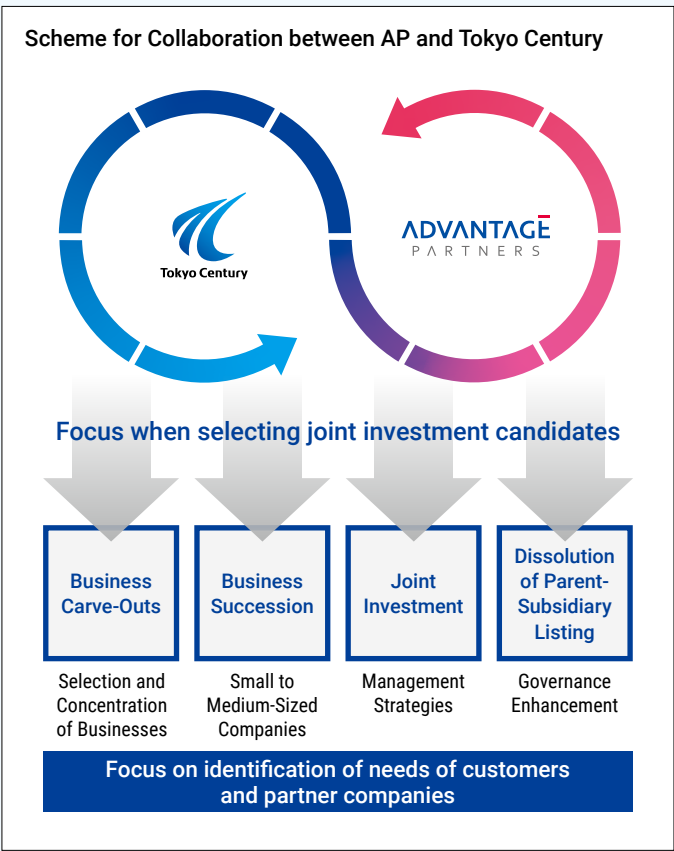 Scheme for Collaboration between AP and Tokyo Century
Tokyo Century
ADVANTAGE
PARTNERS
Focus when selecting joint investment candidates
Business
Carve-Outs
Selection and
Concentration
of Businesses
Business
Succession
Small to
Medium-Sized
Companies
Joint
Investment
Management
Strategies
Dissolution
of Parent-
Subsidiary
Listing
Governance
Enhancement
Focus on identification of needs of customers
and partner companies